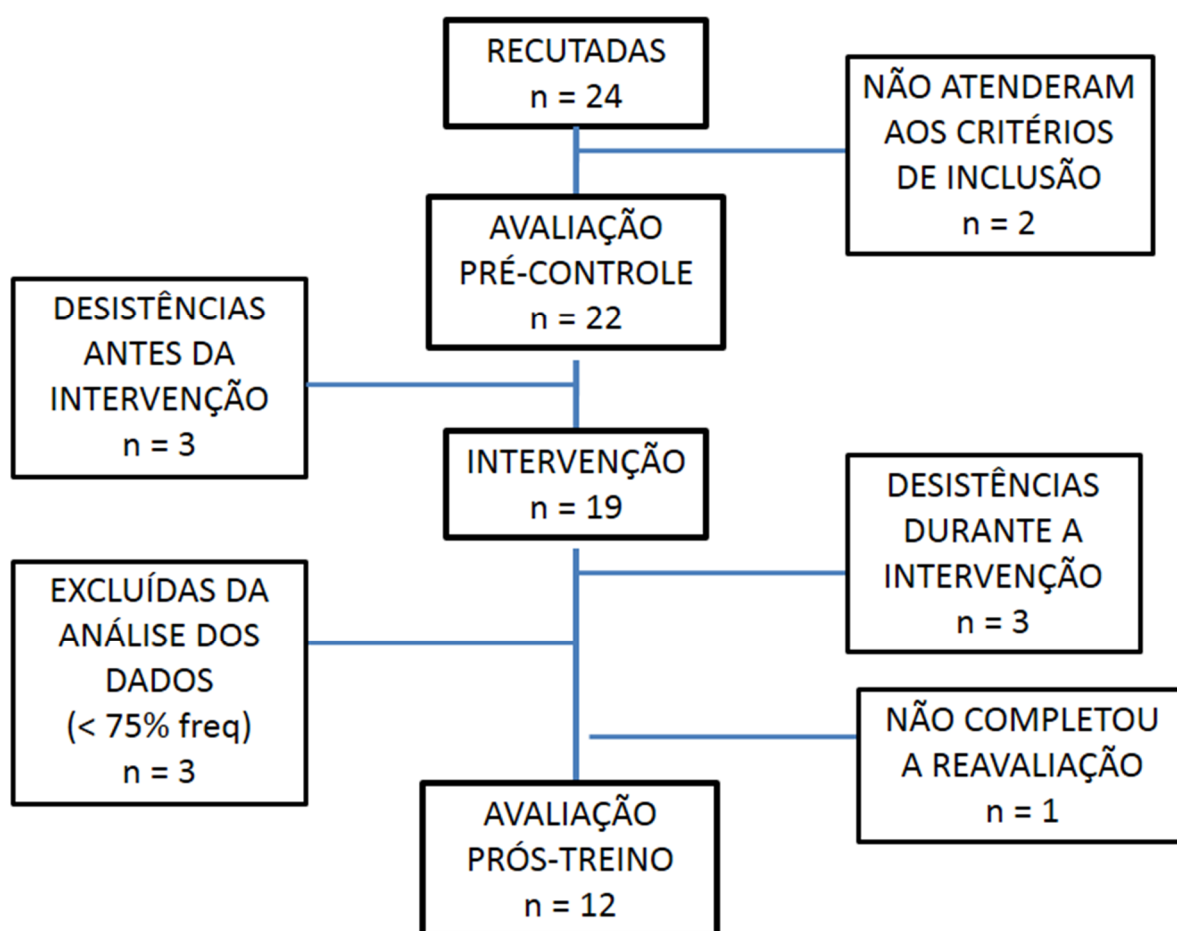 RECUTADAS
n = 24
NÃO ATENDERAM
AOS CRITÉRIOS
DE INCLUSÃO
n = 2
AVALIAÇÃO
PRÉ-CONTROLE
n = 22
DESISTÊNCIAS
ANTES DA
INTERVENÇÃO
n = 3
INTERVENÇÃO
n = 19
DESISTÊNCIAS
DURANTE A
INTERVENÇÃO
n = 3
EXCLUÍDAS DA
ANÁLISE DOS
DADOS
(< 75% freq)
n = 3
NÃO COMPLETOU
A REAVALIAÇÃO
n = 1
AVALIAÇÃO
PRÓS-TREINO
n = 12